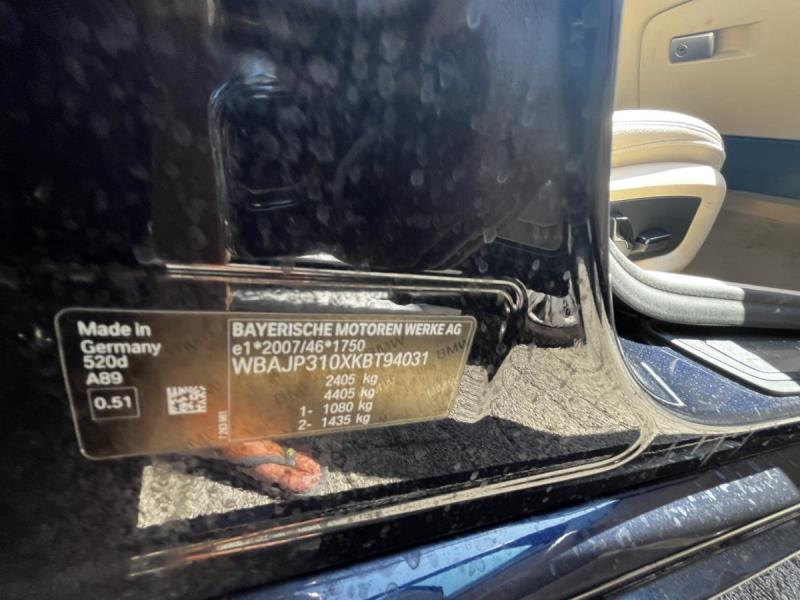 Made in
Germany
520d
A89
0.51
BAYERISCHE MOTOREN WERKE AG
e1*2007/46*1750
WBAJP310XKBT94031
2405 kg
4405 kg
1- 1080 kg
2- 1435 kg